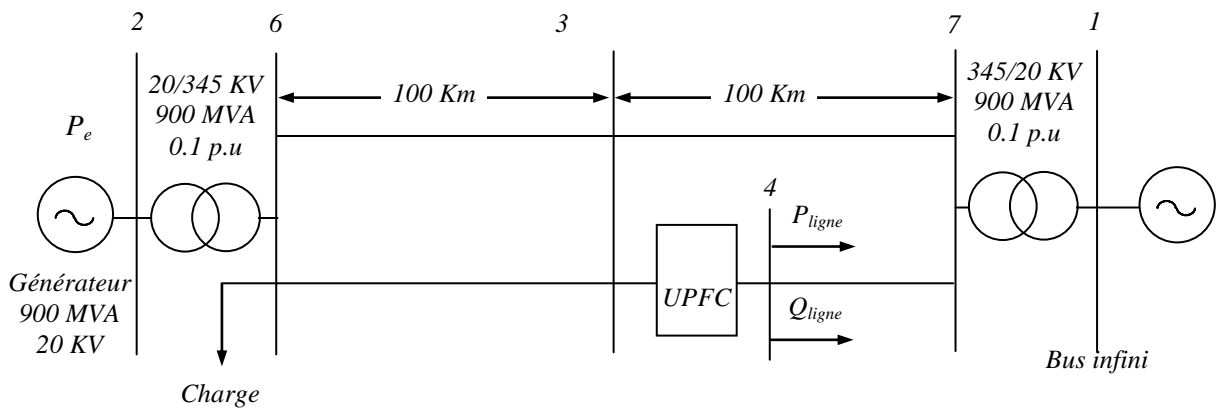 2
6
3
7
1
20/345 KV
900 MVA
0.1 p.u
100 Km
100 Km
345/20 KV
900 MVA
0.1 p.u
P_e
4
P_ligne
UPFC
Q_ligne
Générateur
900 MVA
20 KV
Charge
Bus infini